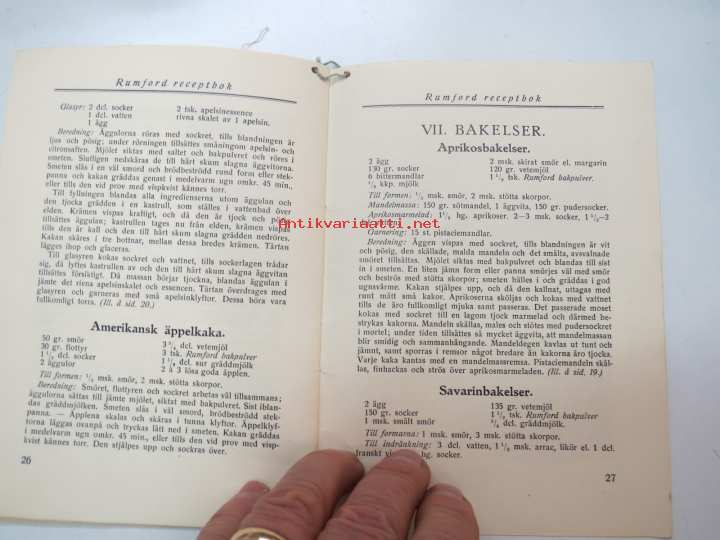 Rumford receptbok
Glasyr: 2 dcl. socker 2 tsk. apelsinessence
1 dcl. vatten rivna skalet av 1 apelsin.
1 ägg
Beredning: Äggulorna röras med sockret, tills blandningen är
ljus och pösig; under rörningen tillsättes småningom apelsin- och
citronsaften. Mjölet siktas med saltet och bakpulvret och röres i
smeten. Slutligen nedskäras de till hårt skum slagna äggvitorna.
Smeten slås i en väl smord och brödbeströdd rund form eller stek-
panna och kakan gräddas genast i medelvarm ugn omkr. 45 min.,
eller tills den vid prov med vispkvist kännes torr.
Till fyllningen blandas alla ingredienserna utom äggulan och
den tjocka grädden i en kastrull, som ställes i vattenbad över
elden. Krämen vispas kraftigt, och då den är tjock och pösig
tillsättes äggulan; kastrullen tages nu från elden, krämen vispas
tills den är kall och den till hårt skum slagna grädden nedröres.
Kakan skäres i tre bottnar, mellan dessa bredes krämen. Tårtan
lägges ihop och glaceras.
Till glasyren kokas sockret och vattnet, tills sockerlagen trådar
sig, då lyftes kastrullen av och den till hårt skum slagna äggvitan
tillsättes försiktigt. Då massan börjar tjockna, blandas äggulan i
jämte det rivna apelsinskalet och essencen. Tårtan överdrages med
glasyren och garneras med små apelsinklyftor. Dessa böra vara
fullkomligt torra. (Ill. å sid. 20.)
Amerikansk äppelkaka.
50 gr. smör 3 3/4 dcl. vetemjöl
30 gr. flottyr 3 tsk. Rumford bakpulver
1 1/2 dcl. socker 1 1/2 dcl. sur gräddmjölk
2 äggulor 2 à 3 lösa goda äpplen.
Till formen: 1/2 msk. smör, 2 msk. stötta skorpor.
Beredning: Smöret, flottyren och sockret arbetas väl tillsammans;
äggulorna sättas till jämte mjölet, siktat med bakpulvret. Sist iblan-
das gräddmjölken. Smeten slås i väl smord, brödbeströdd stek-
panna. — Äpplena skalas och skäras i tunna klyftor. Äppelklyf-
torna läggas ovanpå och tryckas lätt ned i smeten. Kakan gräddas
i medelvarm ugn omkr. 45 min., eller tills den vid prov med visp-
kvist kännes torr. Den stjälpes upp och sockras över.
26
Rumford receptbok
VII. BAKELSER.
Aprikosbakelser.
2 ägg 2 msk. skirat smör el. margarin
130 gr. socker 120 gr. vetemjöl
6 bittermandlar 1 1/2 tsk. Rumford bakpulver.
1/2 kkp. mjölk
Till formen: 1/2 msk. smör, 2 msk. stötta skorpor.
Mandelmassa: 150 gr. sötmandel, 1 äggvita, 150 gr. pudersocker.
Aprikosmarmelad: 1/2 hg. aprikoser. 2—3 msk. socker, 1 1/2—2
Garnering: 15 st. pistaciemandlar.
Beredning: Äggen vispas med sockret, tills blandningen är vit
och pösig, den skållade, malda mandeln och det smälta, avsvalnade
smöret tillsättes. Mjölet siktas med bakpulvret och blandas till sist
in i smeten. En liten jämn form eller panna smörjes väl med smör
och beströs med stötta skorpor; smeten hälles i och gräddas i god
ugnsvärme. Kakan stjälpes upp, och då den kallnat, uttagas med
runt mått små kakor. Aprikoserna sköljas och kokas med vattnet
tills de äro fullkomligt mjuka samt passeras. Det passerade moset
kokas med sockret till en lagom tjock marmelad och därmed be-
strykas kakorna. Mandeln skållas, males och stötes med pudersockret
i mortel; under tiden tillsättes så mycket äggvita, att mandelmassan
blir smidig och sammanhängande. Mandeldegen kavlas ut tunt och
jämnt, samt sporras i remsor något bredare än kakorna äro tjocka.
Varje kaka kantas med en mandelmassremsa. Pistaciemandeln skål-
las, finhackas och strös över aprikosmarmeladen. (Ill. å sid. 19.)
Savarinbakelser.
2 ägg 135 gr. vetemjöl
150 gr. socker 1 1/2 tsk. Rumford bakpulver
1 msk. smält smör 3/4 dcl. gräddmjölk.
Till formarna: 1 msk. smör, 3 msk. stötta skorpor.
Till indränkning: 3 dcl. vatten, 1 1/2 msk. arrac, likör el. 1 dcl.
franskt hg. socker.
27
Antikvariaatti.net